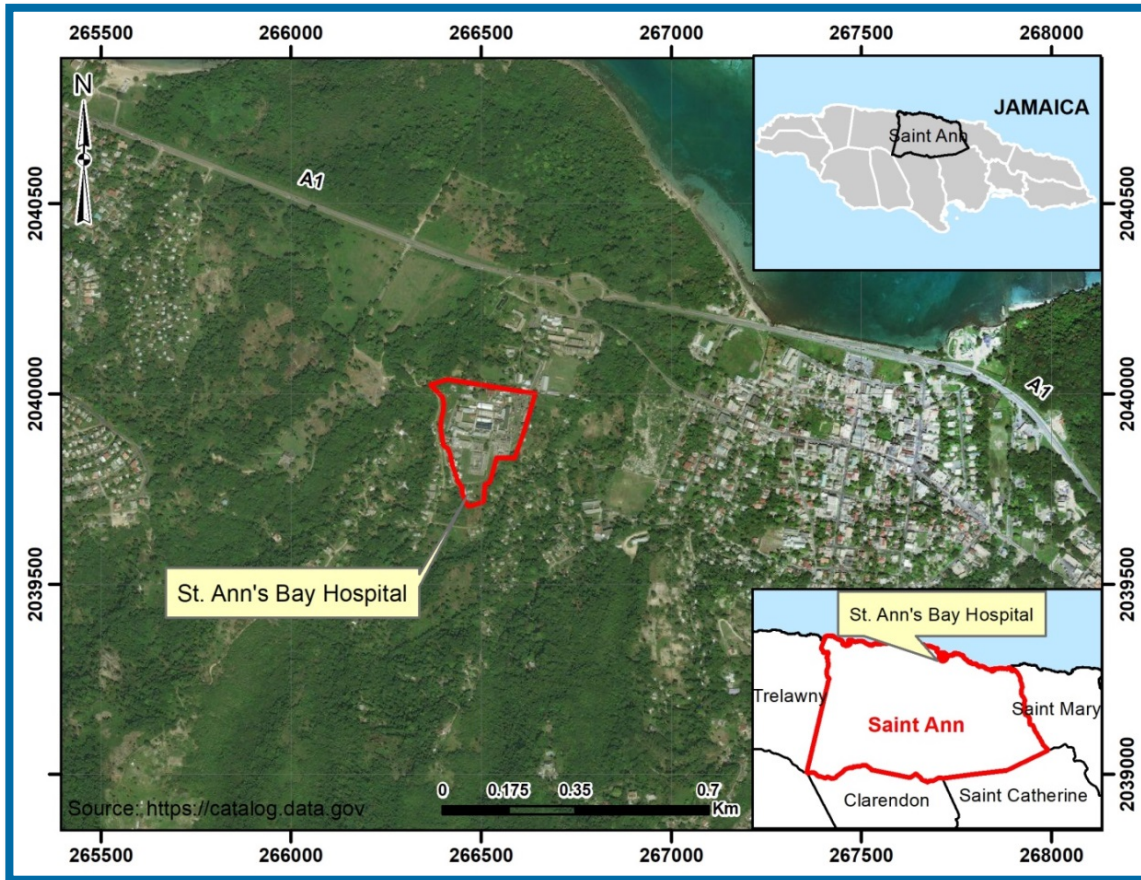 265500 266000 266500 267000 267500 268000
N
JAMAICA
Saint Ann
A1
2040500
2040500
2040000
2040000
A1
St. Ann's Bay Hospital
2039500
2039500
St. Ann's Bay Hospital
Trelawny
Saint Mary
Saint Ann
2039000
2039000
Clarendon
Saint Catherine
0 0.175 0.35 0.7
Km
Source: https://catalog.data.gov
265500 266000 266500 267000 267500 268000